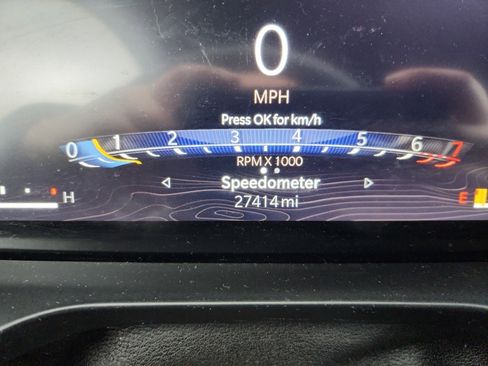 0
MPH
Press OK for km/h
0 1 2 3 4 5 6 7
RPM X 1000
H Speedometer E
27414 mi